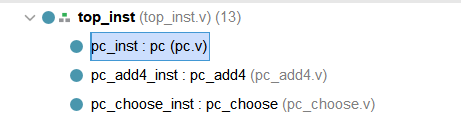 top_inst (top_inst.v) (13)
pc_inst : pc (pc.v)
pc_add4_inst : pc_add4 (pc_add4.v)
pc_choose_inst : pc_choose (pc_choose.v)